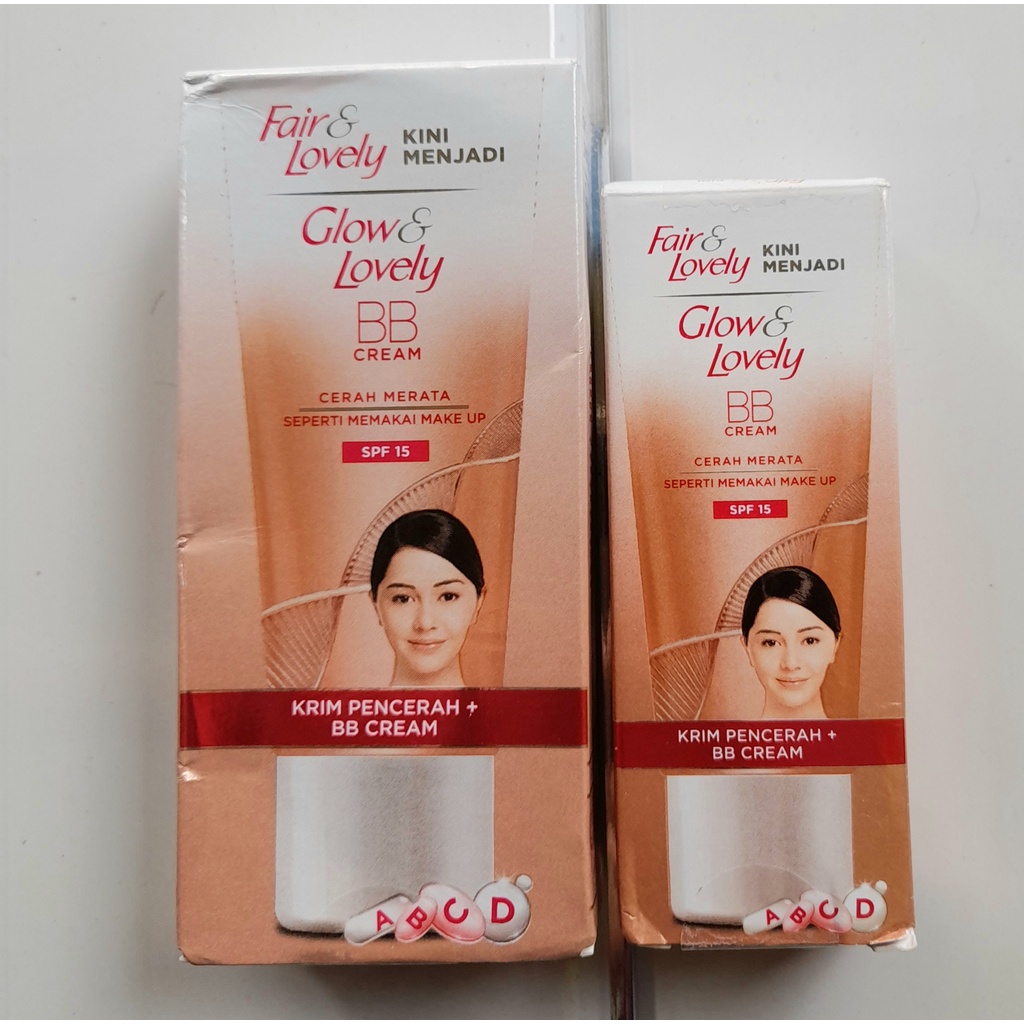 Fair &
Lovely
KINI
MENJADI
Glow &
Lovely
BB
CREAM
CERAH MERATA
SEPERTI MEMAKAI MAKE UP
SPF 15
KRIM PENCERAH +
BB CREAM
A B C D
Fair &
Lovely
KINI
MENJADI
Glow &
Lovely
BB
CREAM
CERAH MERATA
SEPERTI MEMAKAI MAKE UP
SPF 15
KRIM PENCERAH +
BB CREAM
A B C D